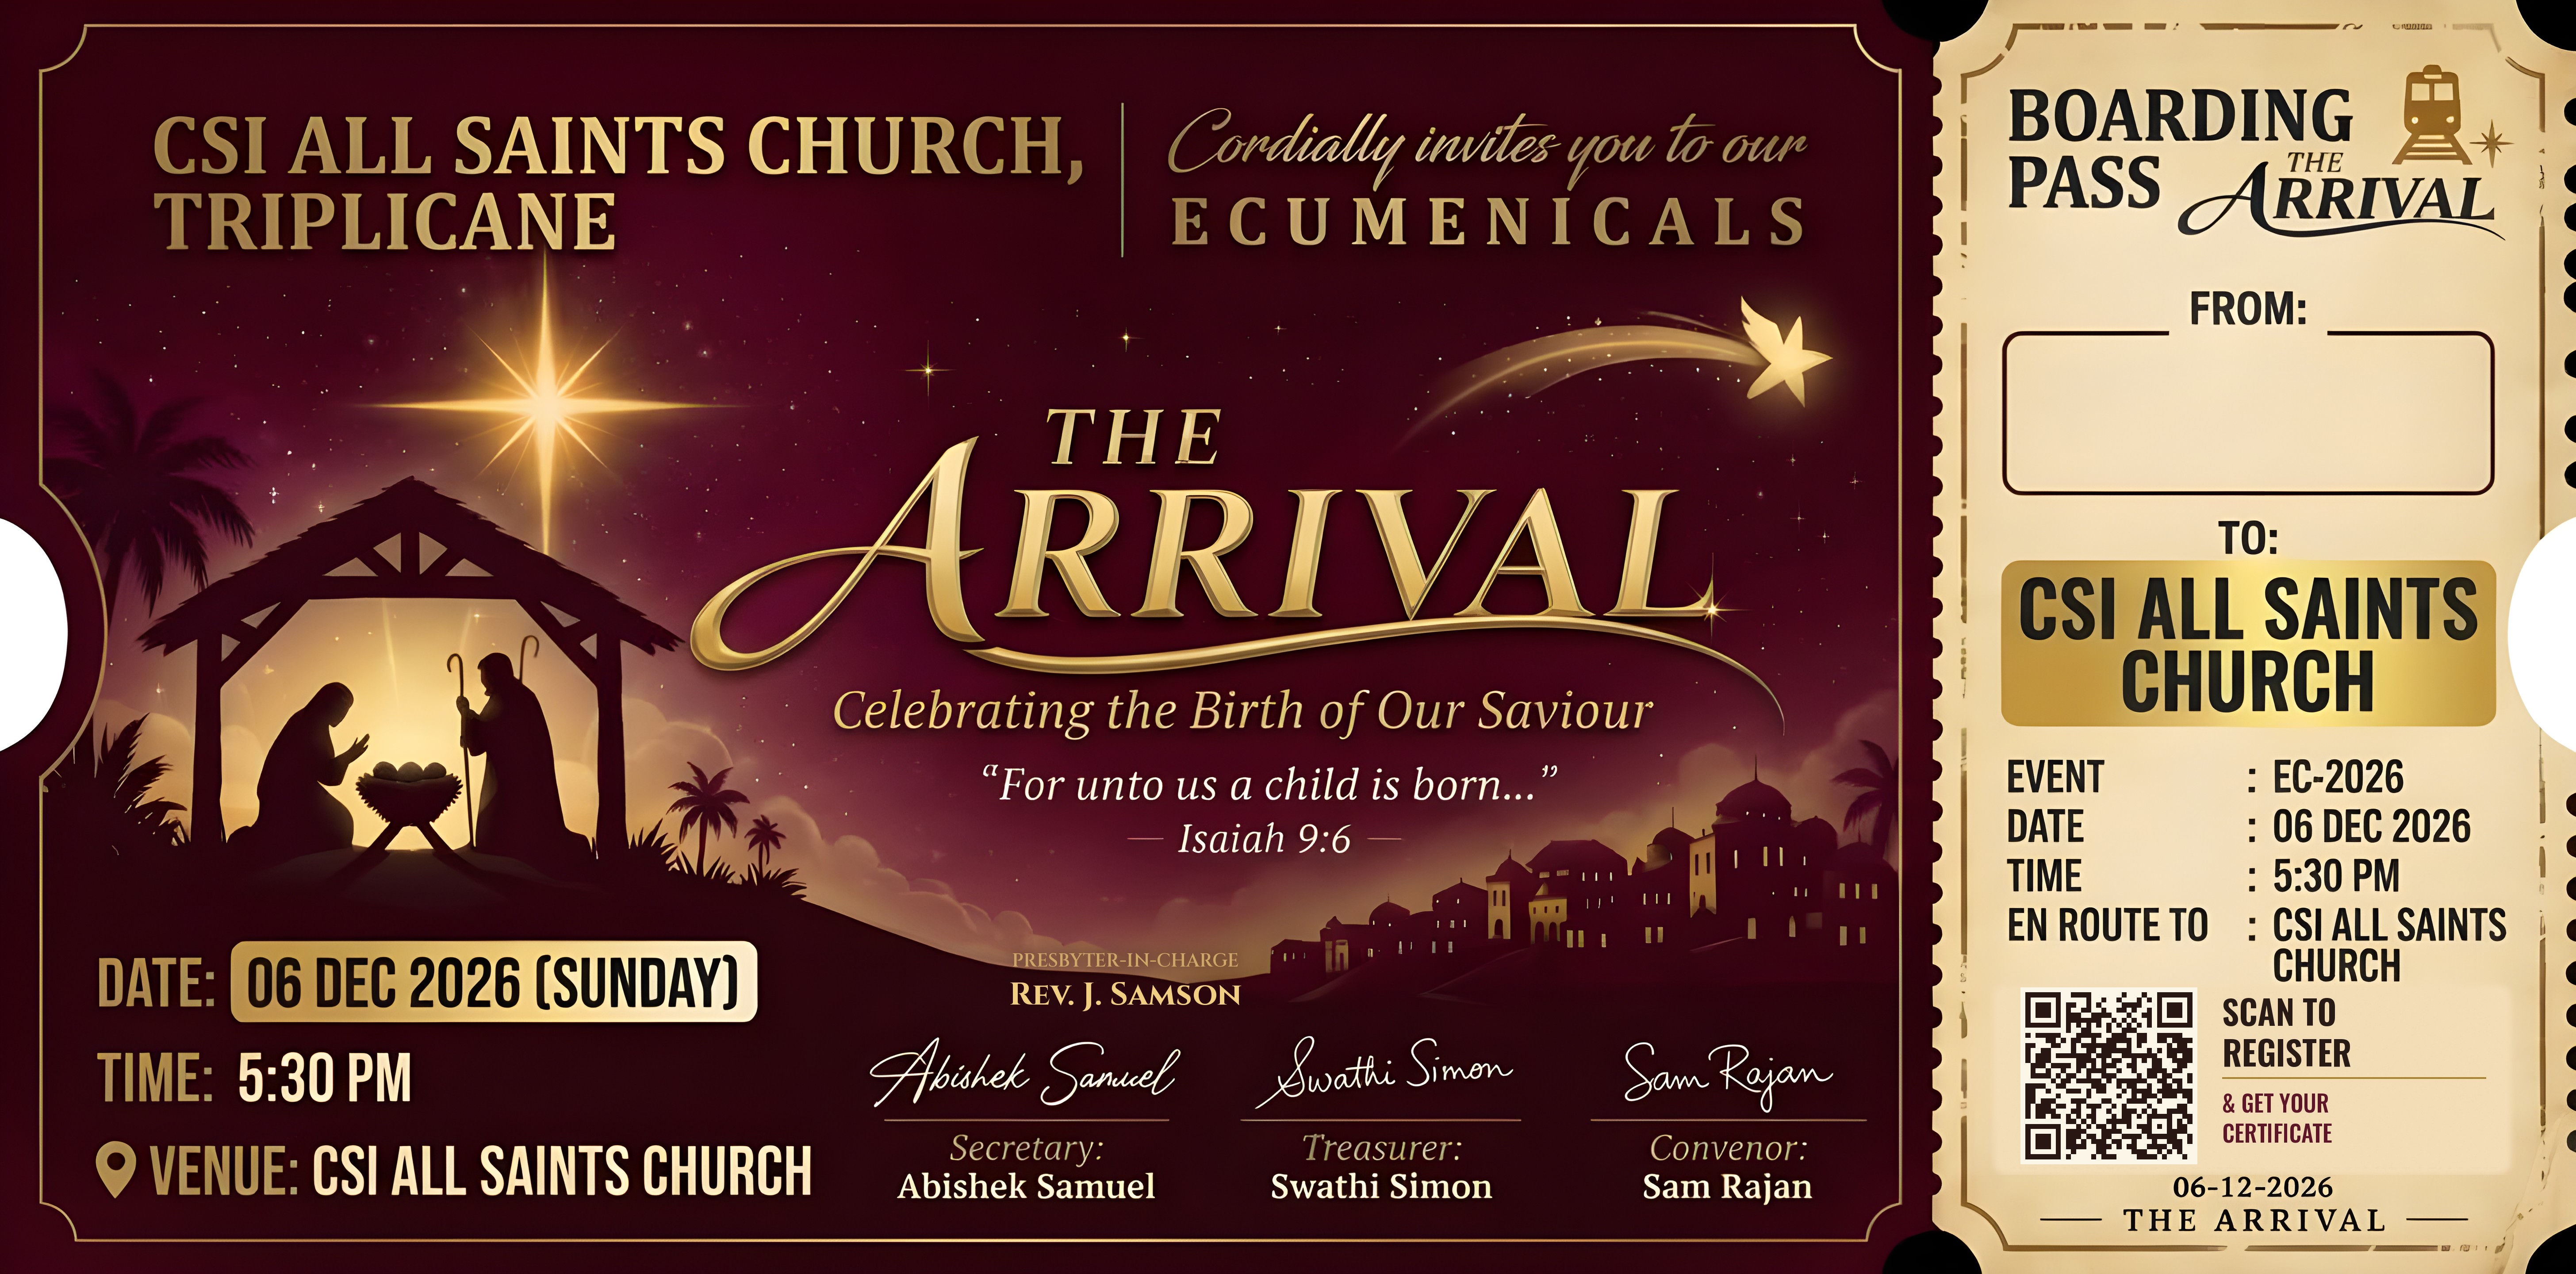 CSI ALL SAINTS CHURCH,
TRIPLICANE
Cordially invites you to our
ECUMENICALS
THE
ARRIVAL
Celebrating the Birth of Our Saviour
“For unto us a child is born...”
— Isaiah 9:6 —
DATE: 06 DEC 2026 (SUNDAY)
TIME: 5:30 PM
VENUE: CSI ALL SAINTS CHURCH
PRESBYTER-IN-CHARGE
REV. J. SAMSON
Abishek Samuel
Secretary:
Abishek Samuel
Swathi Simon
Treasurer:
Swathi Simon
Sam Rajan
Convenor:
Sam Rajan
BOARDING
PASS
THE
ARRIVAL
FROM:
TO:
CSI ALL SAINTS
CHURCH
EVENT : EC-2026
DATE : 06 DEC 2026
TIME : 5:30 PM
EN ROUTE TO : CSI ALL SAINTS
CHURCH
SCAN TO
REGISTER
& GET YOUR
CERTIFICATE
06-12-2026
— THE ARRIVAL —